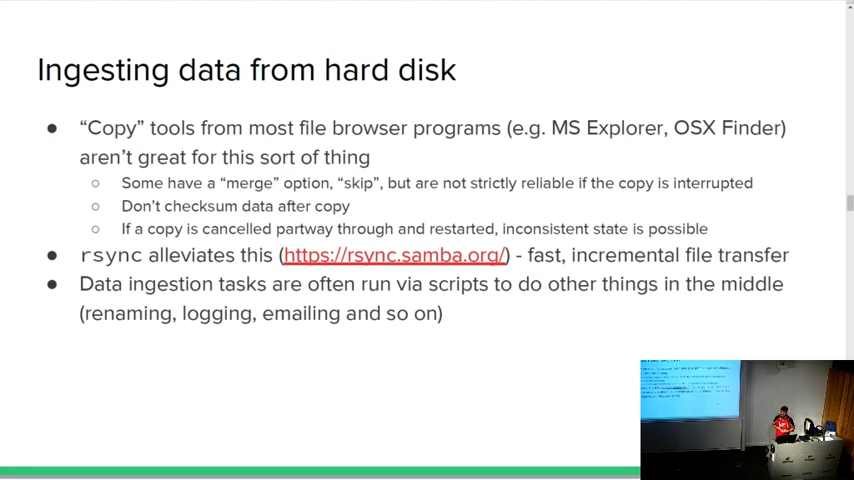 Ingesting data from hard disk
● “Copy” tools from most file browser programs (e.g. MS Explorer, OSX Finder)
aren’t great for this sort of thing
○ Some have a “merge” option, “skip”, but are not strictly reliable if the copy is interrupted
○ Don’t checksum data after copy
○ If a copy is cancelled partway through and restarted, inconsistent state is possible
● rsync alleviates this (https://rsync.samba.org/) - fast, incremental file transfer
● Data ingestion tasks are often run via scripts to do other things in the middle
(renaming, logging, emailing and so on)